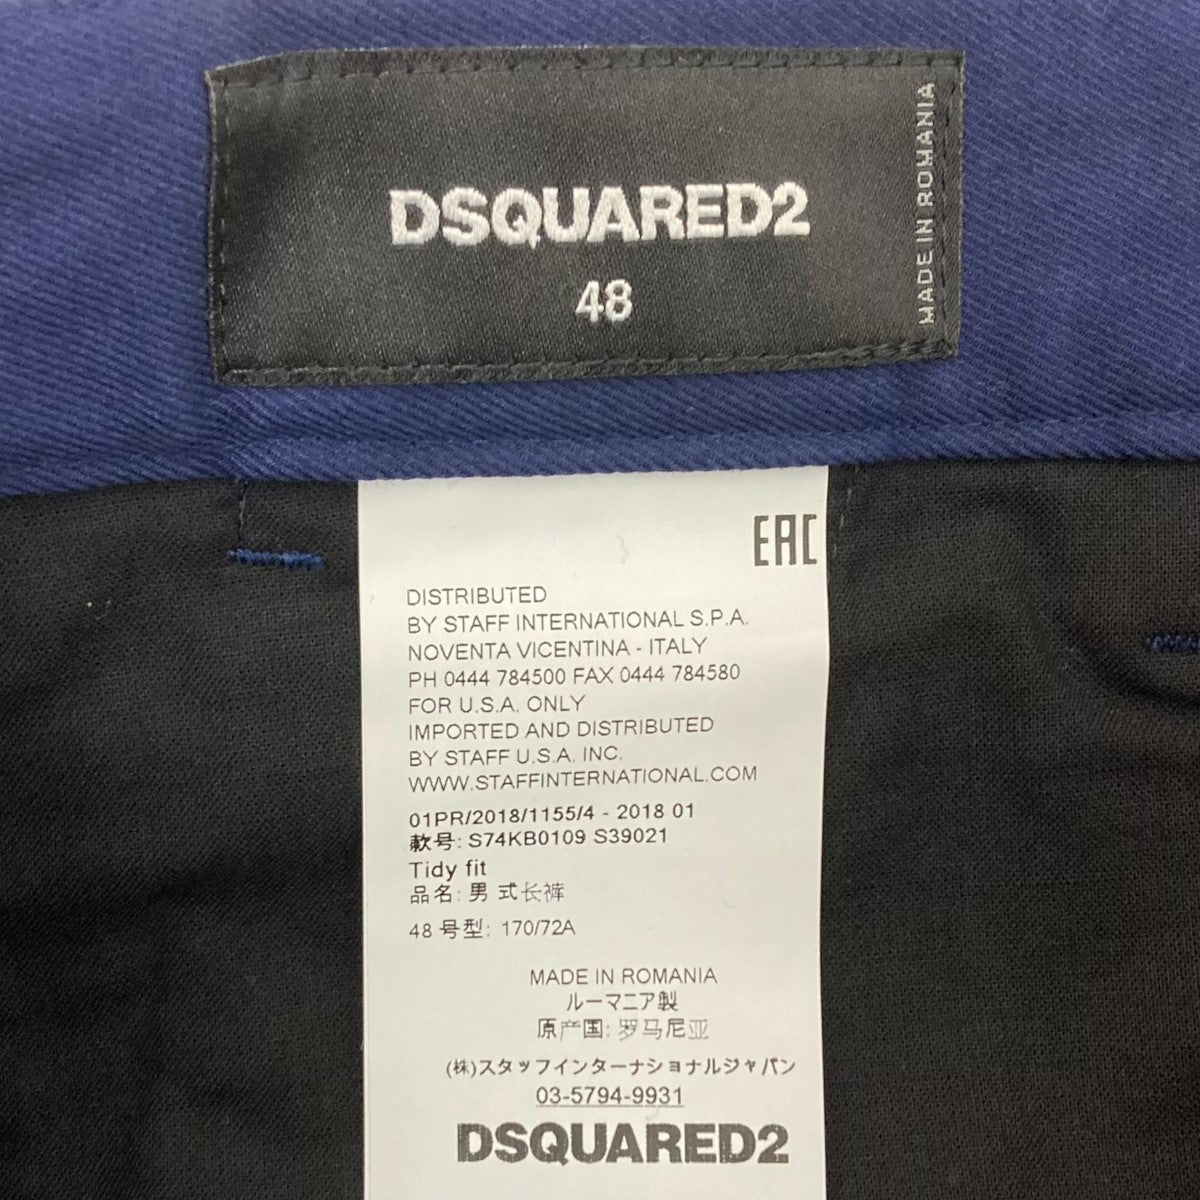 DSQUARED2
48
MADE IN ROMANIA
EAC
DISTRIBUTED
BY STAFF INTERNATIONAL S.P.A.
NOVENTA VICENTINA - ITALY
PH 0444 784500 FAX 0444 784580
FOR U.S.A. ONLY
IMPORTED AND DISTRIBUTED
BY STAFF U.S.A. INC.
WWW.STAFFINTERNATIONAL.COM
01PR/2018/1155/4 - 2018 01
款号: S74KB0109 S39021
Tidy fit
品名: 男 式长裤
48 号型: 170/72A
MADE IN ROMANIA
ルーマニア製
原产国: 罗马尼亚
(株)スタッフインターナショナルジャパン
03-5794-9931
DSQUARED2